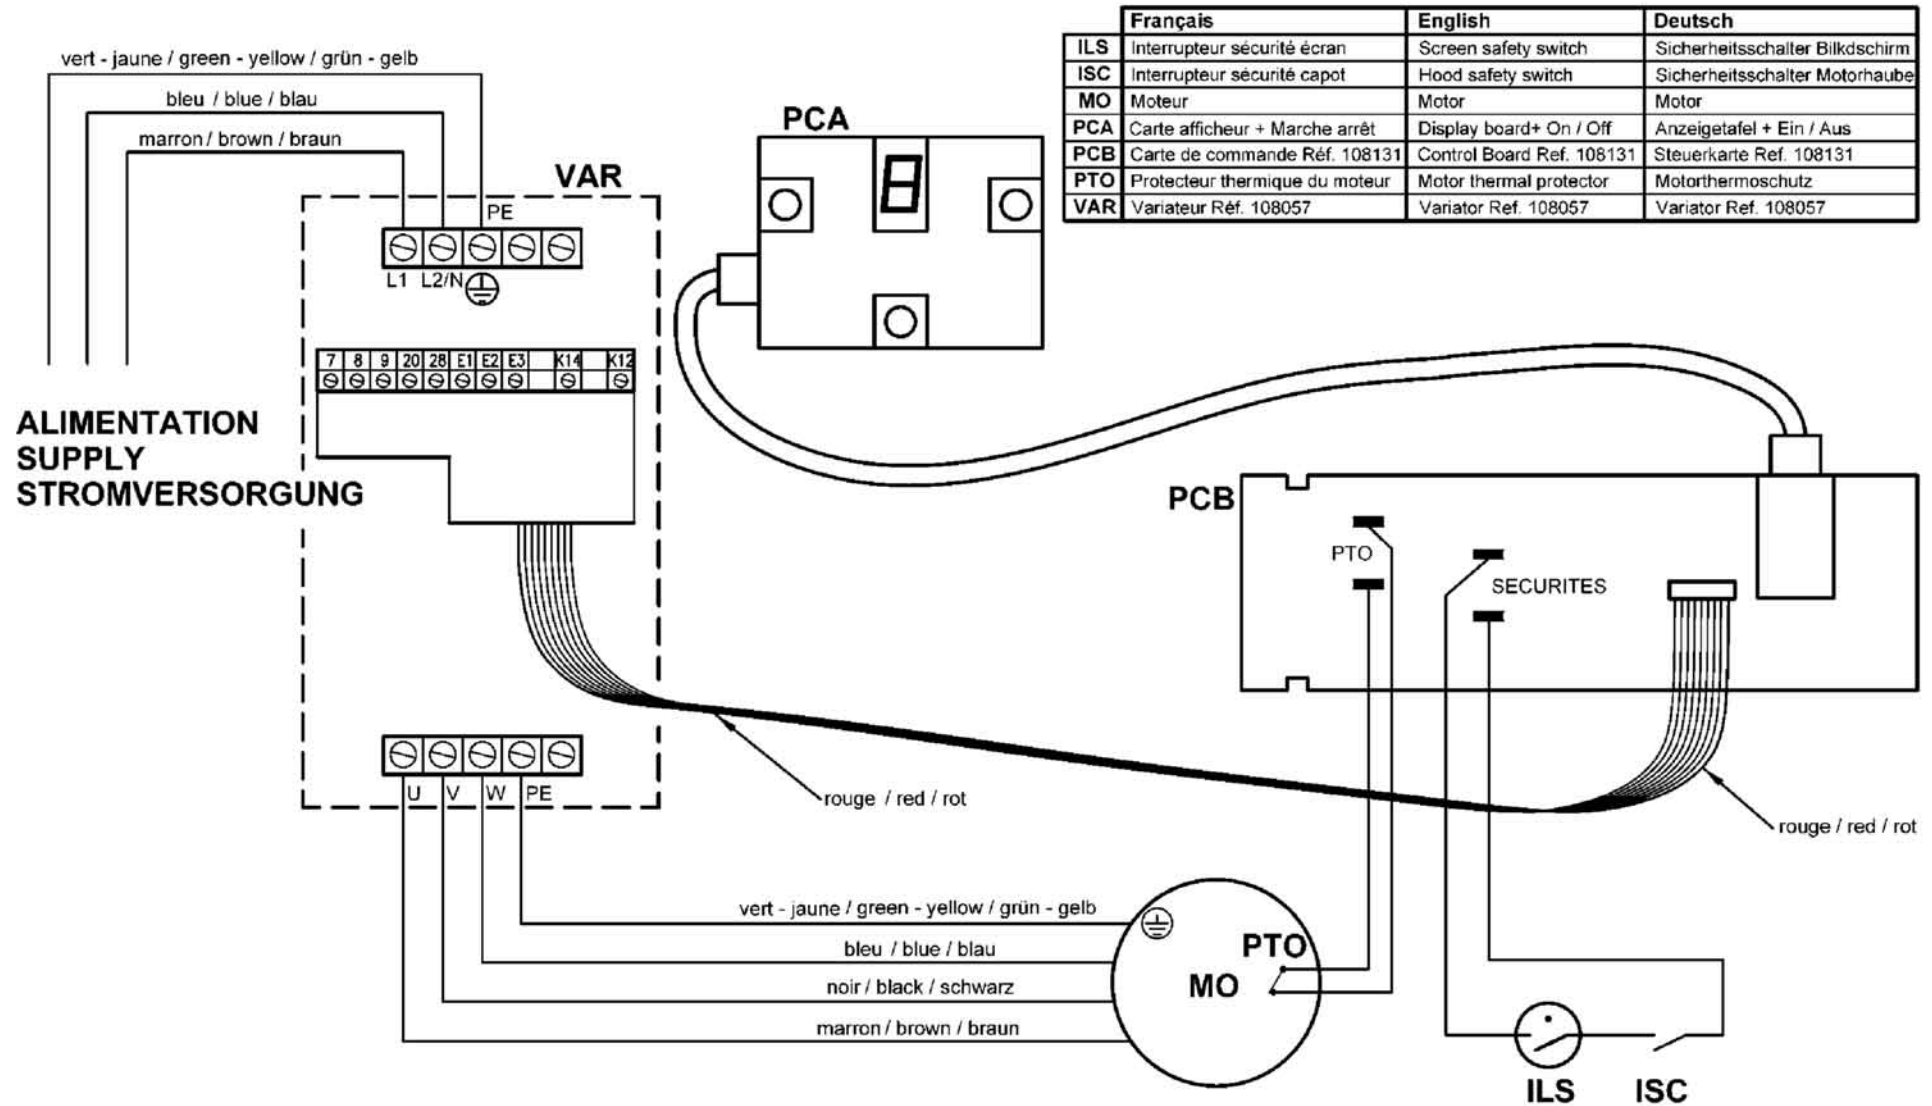 Français English Deutsch
ILS Interrupteur sécurité écran Screen safety switch Sicherheitsschalter Bilkdschirm
ISC Interrupteur sécurité capot Hood safety switch Sicherheitsschalter Motorhaube
MO Moteur Motor Motor
PCA Carte afficheur + Marche arrêt Display board+ On / Off Anzeigetafel + Ein / Aus
PCB Carte de commande Réf. 108131 Control Board Ref. 108131 Steuerkarte Ref. 108131
PTO Protecteur thermique du moteur Motor thermal protector Motorthermoschutz
VAR Variateur Réf. 108057 Variator Ref. 108057 Variator Ref. 108057
vert - jaune / green - yellow / grün - gelb
bleu / blue / blau
marron / brown / braun
VAR
PE
L1 L2/N
7 8 9 20 28 E1 E2 E3 K14 K12
ALIMENTATION
SUPPLY
STROMVERSORGUNG
PCA
8
PCB
PTO
SECURITES
U V W PE
rouge / red / rot
rouge / red / rot
vert - jaune / green - yellow / grün - gelb
bleu / blue / blau
noir / black / schwarz
marron / brown / braun
PTO
MO
ILS ISC